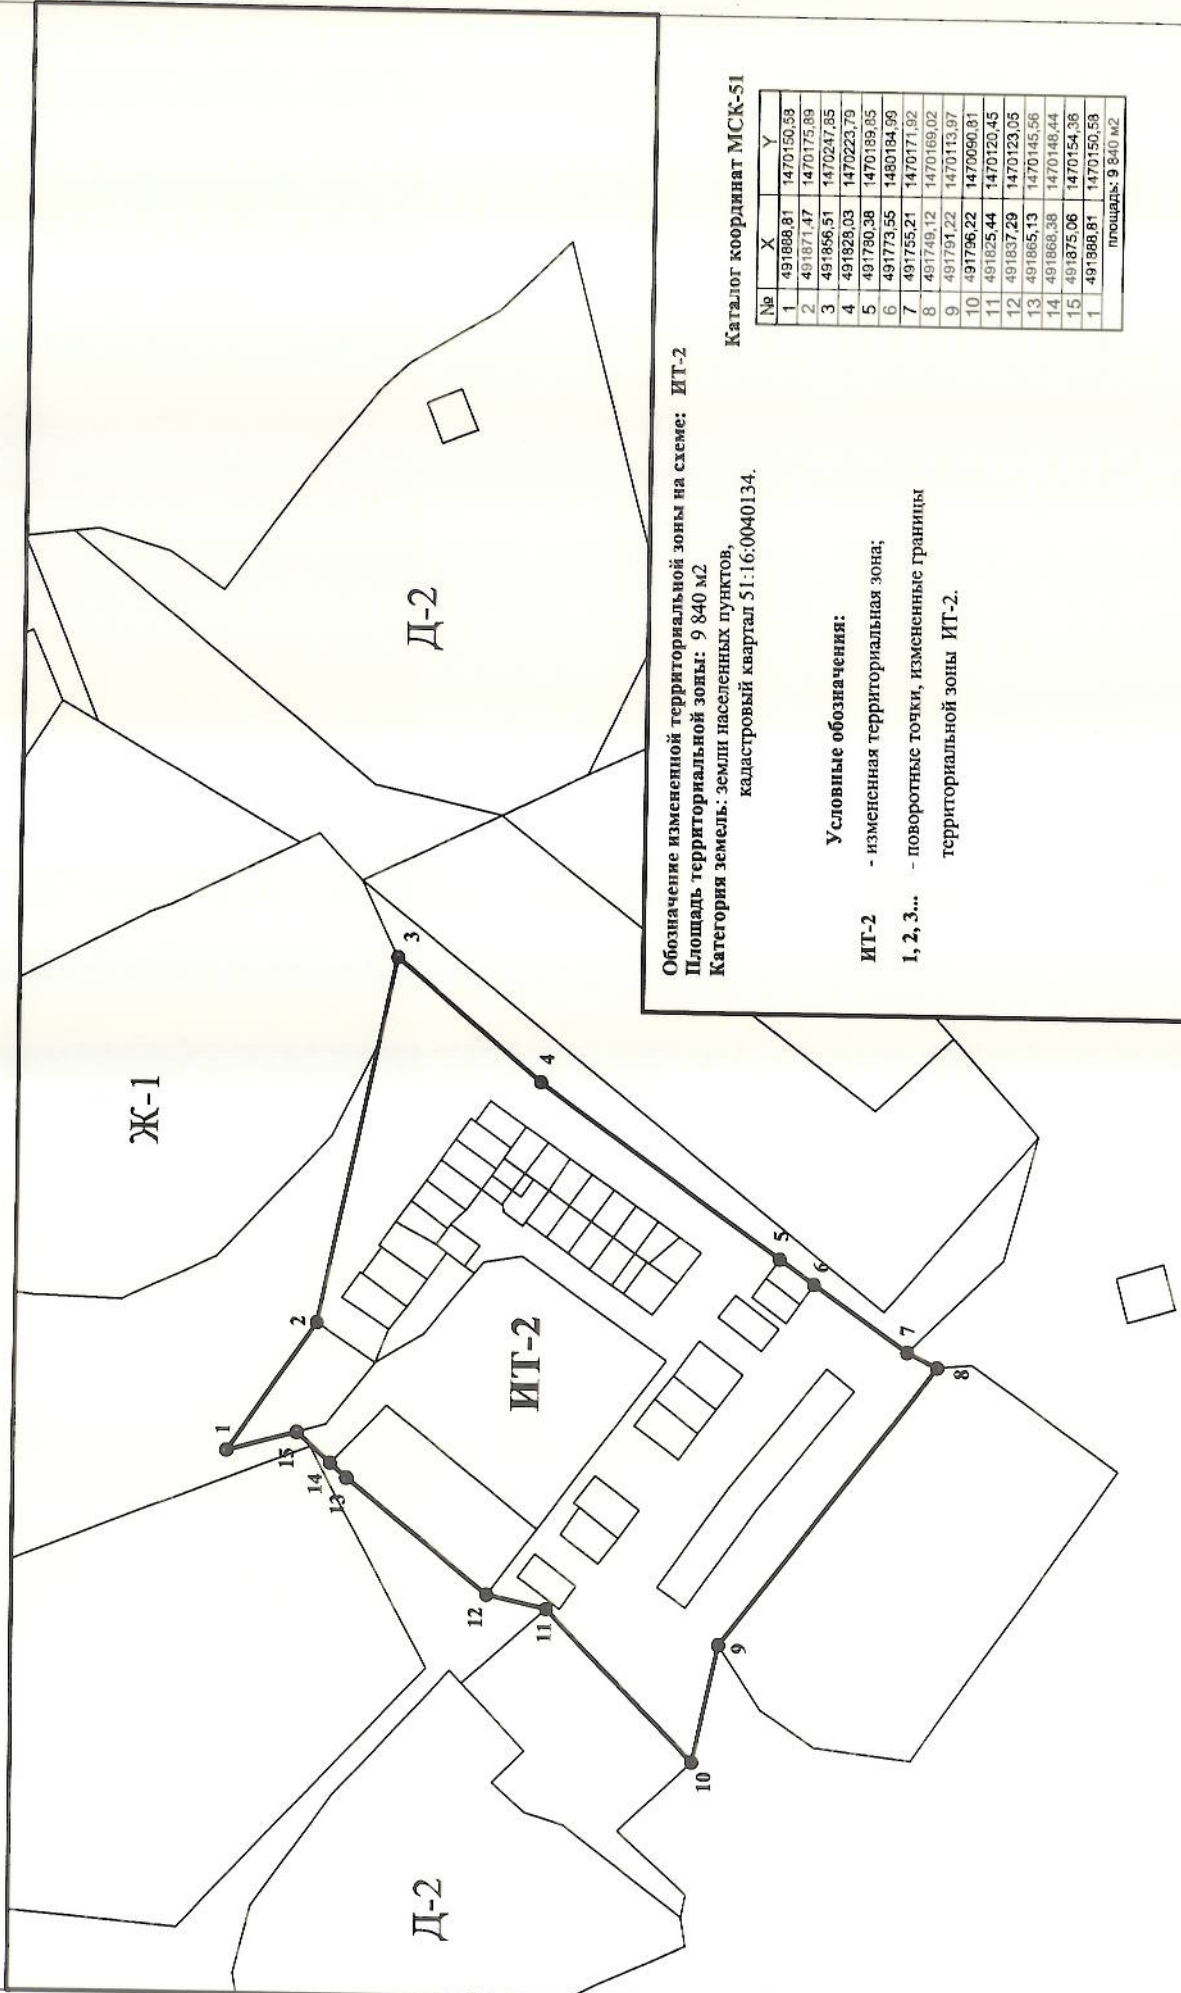 Ж-1
Д-2
Д-2
ИТ-2
1
2
3
4
5
6
7
8
9
10
11
12
13
14
15
Обозначение измененной территориальной зоны на схеме: ИТ-2
Площадь территориальной зоны: 9 840 м2
Категория земель: земли населенных пунктов,
кадастровый квартал 51:16:0040134.
Условные обозначения:
ИТ-2 - измененная территориальная зона;
1, 2, 3... - поворотные точки, измененные границы
территориальной зоны ИТ-2.
Каталог координат МСК-51
№ X Y
1 491888,81 1470150,58
2 491871,47 1470175,89
3 491856,51 1470247,85
4 491828,03 1470223,79
5 491780,38 1470189,85
6 491773,55 1480184,99
7 491755,21 1470171,92
8 491749,12 1470169,02
9 491791,22 1470113,97
10 491796,22 1470090,81
11 491825,44 1470120,45
12 491837,29 1470123,05
13 491865,13 1470145,56
14 491868,38 1470148,44
15 491875,06 1470154,36
1 491888,81 1470150,58
площадь: 9 840 м2